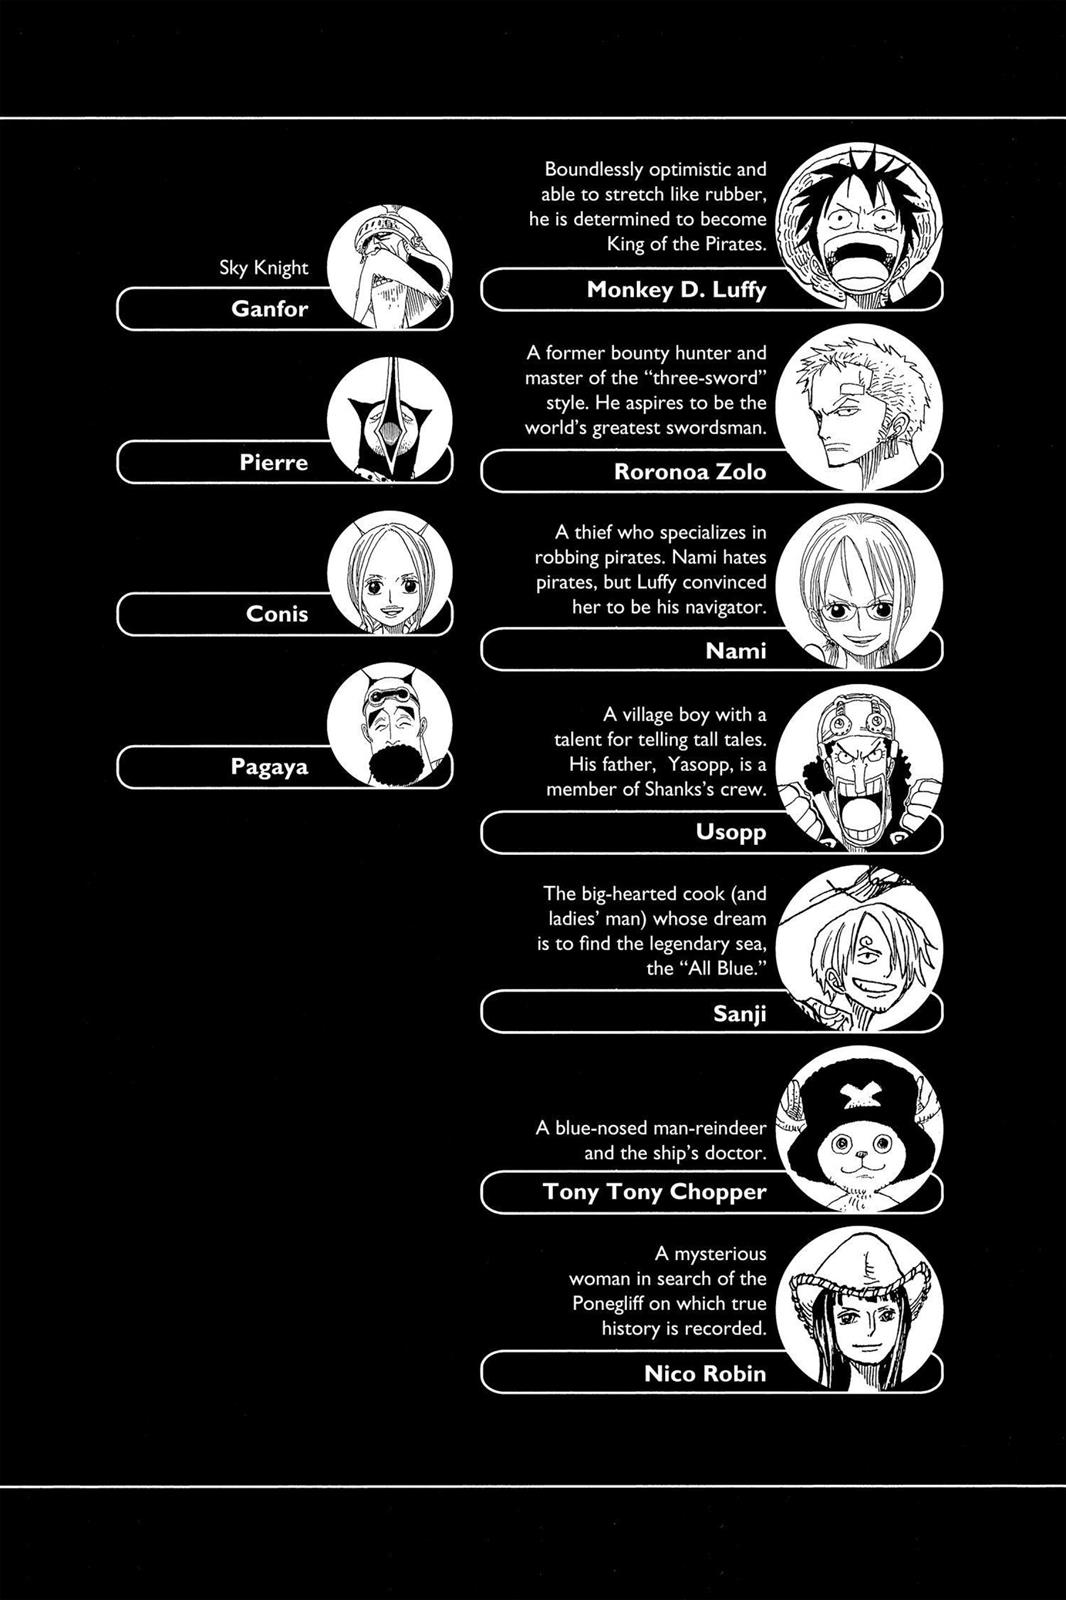 Boundlessly optimistic and
able to stretch like rubber,
he is determined to become
King of the Pirates.
Monkey D. Luffy
A former bounty hunter and
master of the “three-sword”
style. He aspires to be the
world’s greatest swordsman.
Roronoa Zolo
A thief who specializes in
robbing pirates. Nami hates
pirates, but Luffy convinced
her to be his navigator.
Nami
A village boy with a
talent for telling tall tales.
His father, Yasopp, is a
member of Shanks’s crew.
Usopp
The big-hearted cook (and
ladies’ man) whose dream
is to find the legendary sea,
the “All Blue.”
Sanji
A blue-nosed man-reindeer
and the ship’s doctor.
Tony Tony Chopper
A mysterious
woman in search of the
Ponegliff on which true
history is recorded.
Nico Robin
Sky Knight
Ganfor
Pierre
Conis
Pagaya